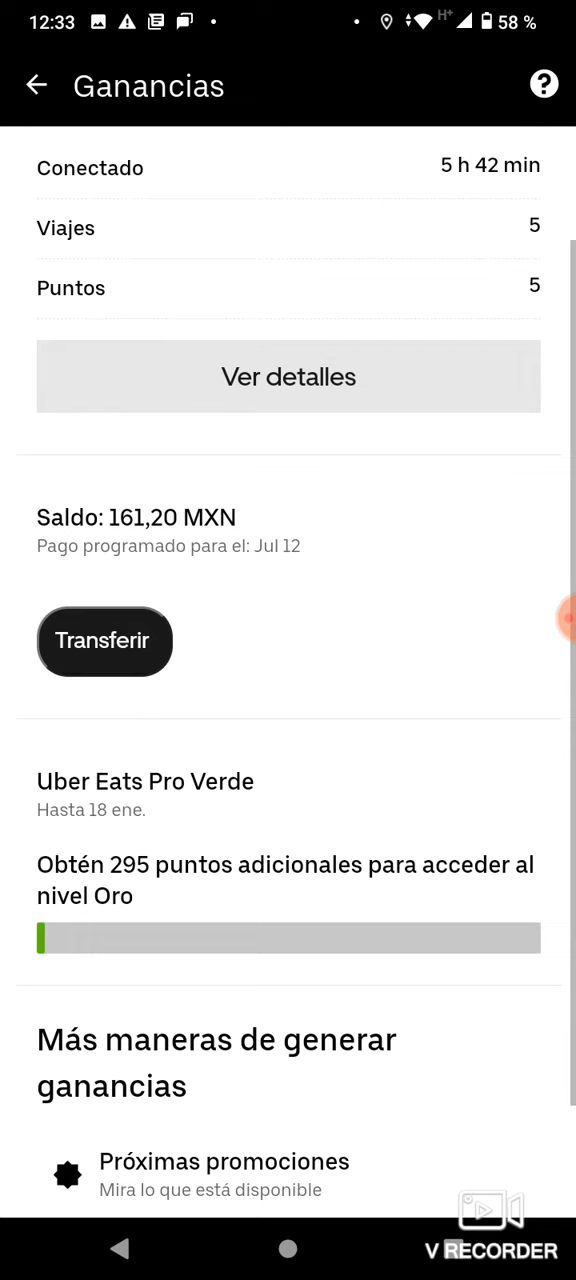 12:33
H+
58 %
Ganancias
Conectado 5 h 42 min
Viajes 5
Puntos 5
Ver detalles
Saldo: 161,20 MXN
Pago programado para el: Jul 12
Transferir
Uber Eats Pro Verde
Hasta 18 ene.
Obtén 295 puntos adicionales para acceder al
nivel Oro
Más maneras de generar
ganancias
Próximas promociones
Mira lo que está disponible
V RECORDER